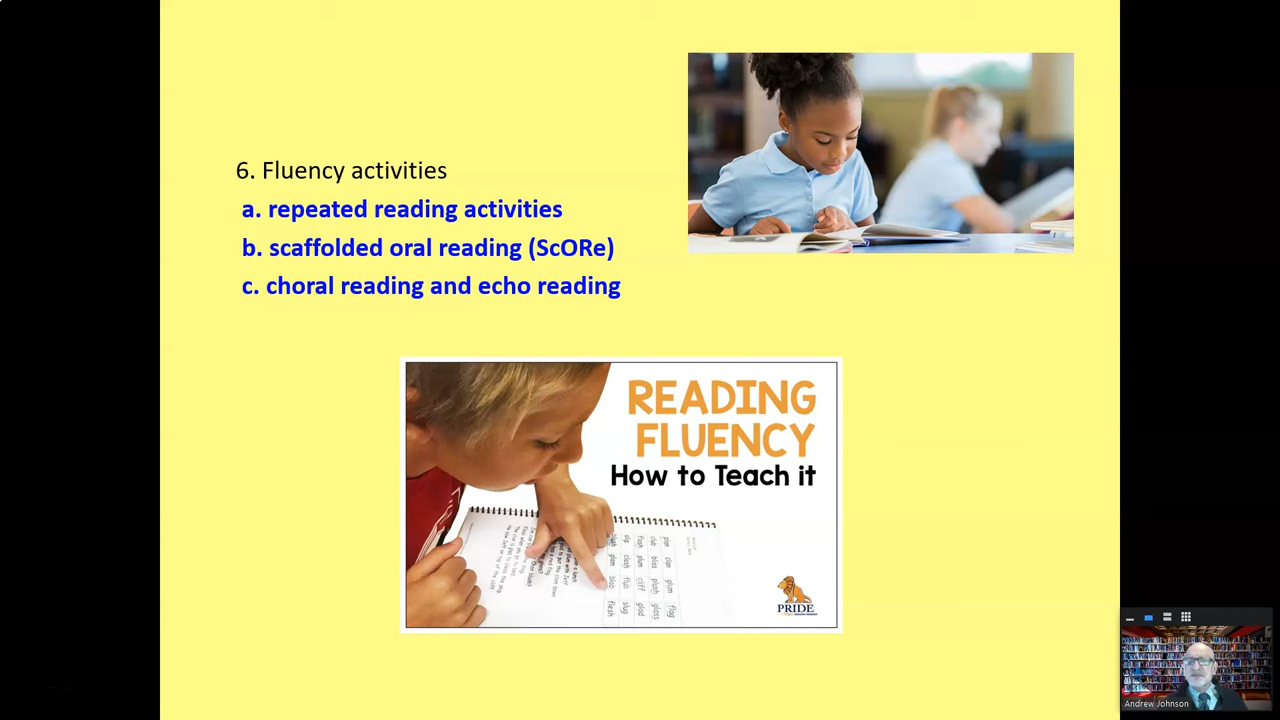 6. Fluency activities
a. repeated reading activities
b. scaffolded oral reading (ScORe)
c. choral reading and echo reading
READING
FLUENCY
How to Teach it
PRIDE
Andrew Johnson